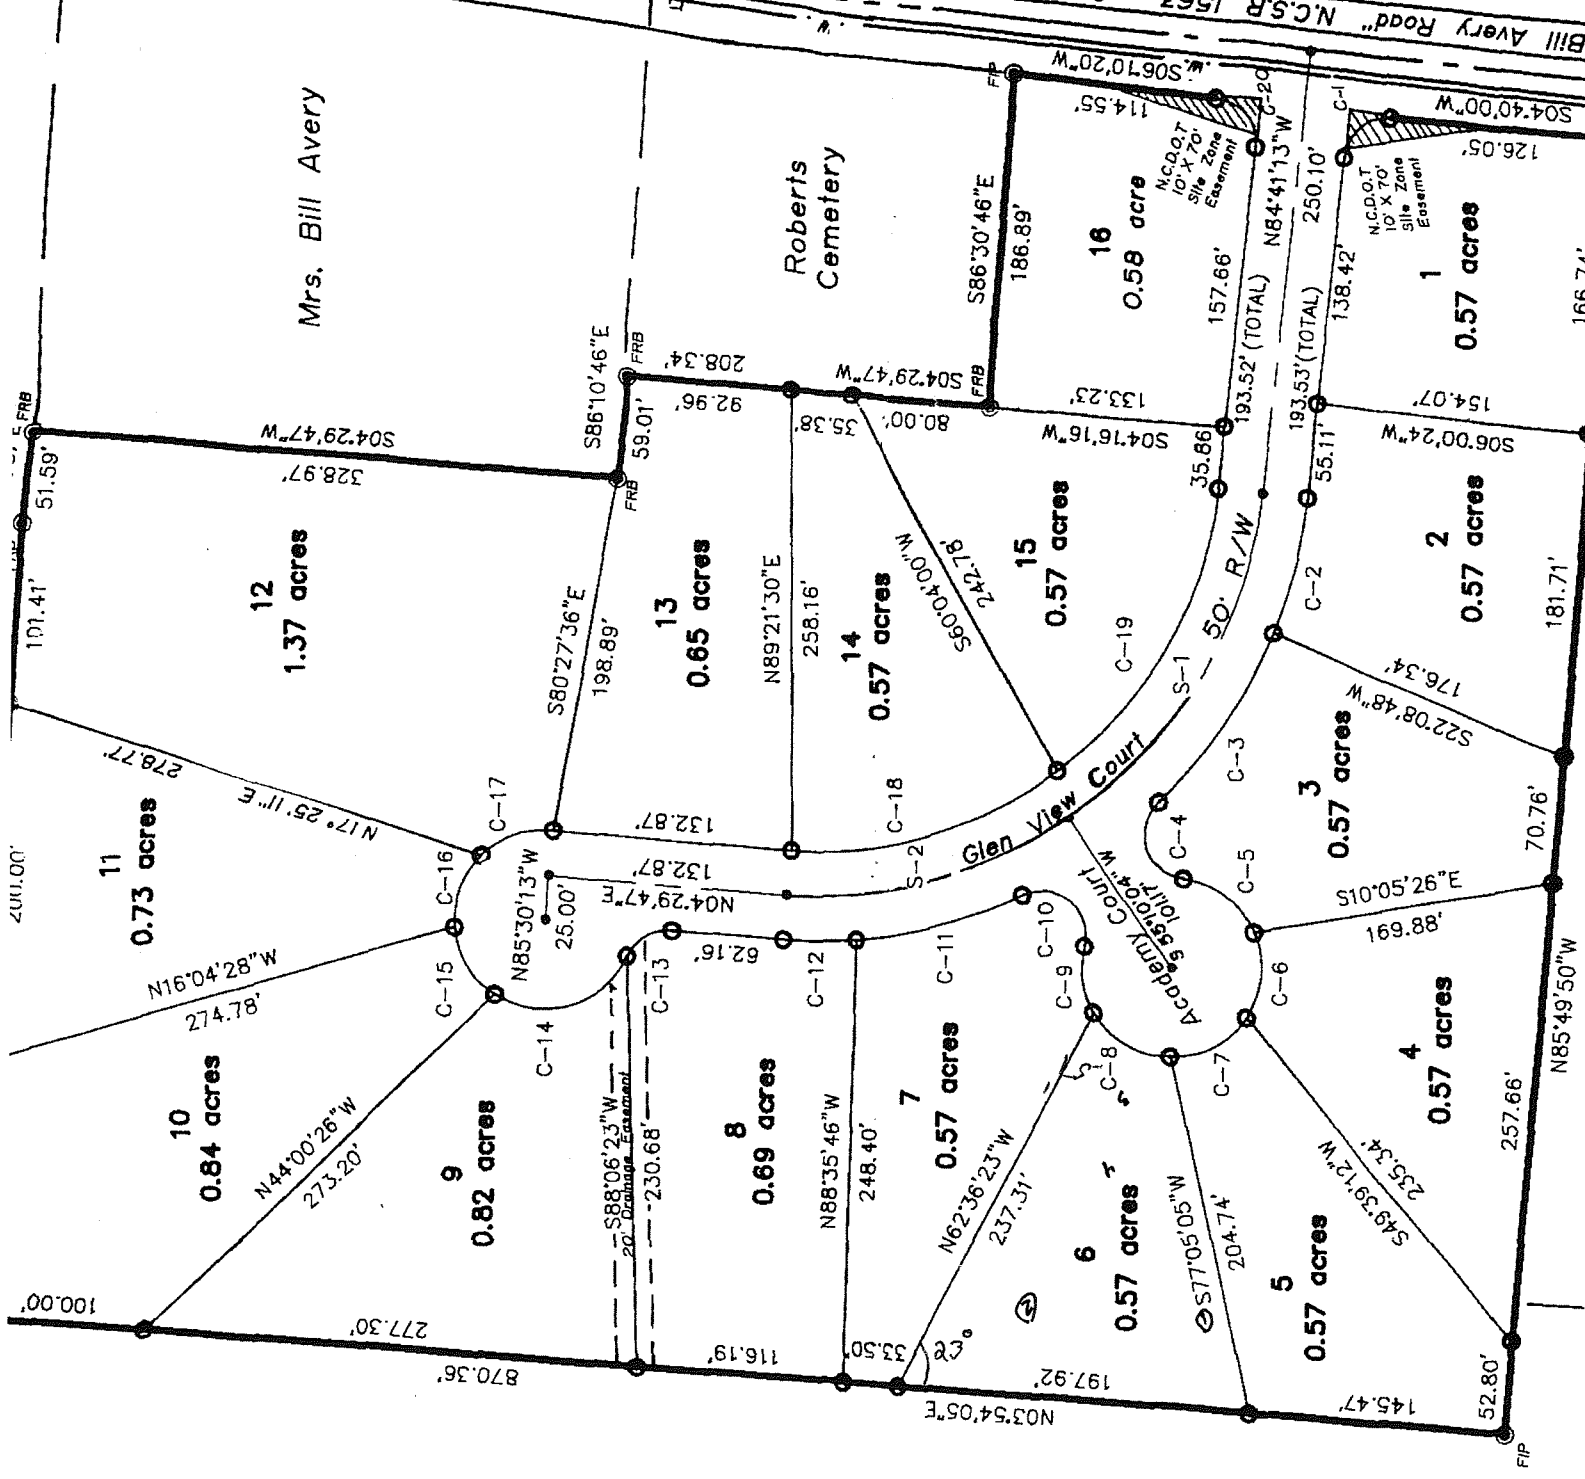 Bill Avery Road" N.C.S.R. 1563
Mrs. Bill Avery
Roberts
Cemetery
FIP
S06°10'20"W
114.55'
C-20
N.C.D.O.T
10' X 70'
Site Zone
Easement
S86°30'46"E
186.89'
16
0.58 acre
157.66'
N84°41'13"W
250.10'
193.52' (TOTAL)
C-1
S04°40'00"W
126.05'
N.C.D.O.T
10' X 70'
Site Zone
Easement
138.42'
193.53' (TOTAL)
1
0.57 acres
166.74'
FRB
51.59'
101.41'
S04°29'47"W
328.97'
S86°10'46"E
59.01'
FRB
FRB
208.34'
92.96'
S04°29'47"W
35.38'
80.00'
FRB
133.23'
S04°16'16"W
35.86
55.11'
154.07'
S06°00'24"W
12
1.37 acres
S80°27'36"E
198.89'
13
0.65 acres
N89°21'30"E
258.16'
14
0.57 acres
S60°04'00"W
242.78'
15
0.57 acres
C-19
S-1
50' R/W
C-2
2
0.57 acres
181.71'
176.34'
S22°08'48"W
278.77'
N17°25'11"E
C-17
C-16
132.87'
132.87'
N04°29'47"E
C-18
S-2
Glen View Court
C-3
3
0.57 acres
70.76'
C-4
C-5
S10°05'26"E
169.88'
200.00'
11
0.73 acres
N16°04'28"W
274.78'
C-15
N85°30'13"W
25.00'
C-14
C-13
62.16'
C-12
C-11
C-10
C-9
Academy Court
S 55°10'04" W
101.17'
C-6
C-8
C-7
4
0.57 acres
N85°49'50"W
257.66'
10
0.84 acres
N44°00'26"W
273.20'
9
0.82 acres
S88°06'23"W
20' Drainage Easement
230.68'
8
0.69 acres
N88°35'46"W
248.40'
7
0.57 acres
N62°36'23"W
237.31'
6
0.57 acres
S77°05'05"W
204.74'
S49°39'12"W
235.34'
5
0.57 acres
100.00'
277.30'
870.36'
116.19'
33.50'
197.92'
N03°54'05"E
145.47'
52.80'
FIP